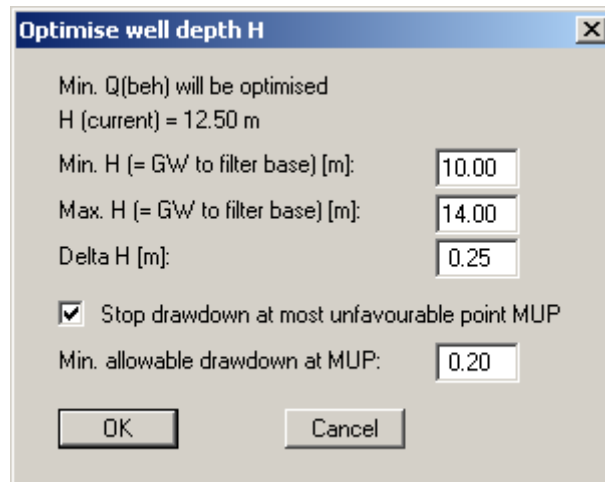 Optimise well depth H
Min. Q(beh) will be optimised
H (current) = 12.50 m
Min. H (= GW to filter base) [m]: 10.00
Max. H (= GW to filter base) [m]: 14.00
Delta H [m]: 0.25
Stop drawdown at most unfavourable point MUP
Min. allowable drawdown at MUP: 0.20
OK Cancel